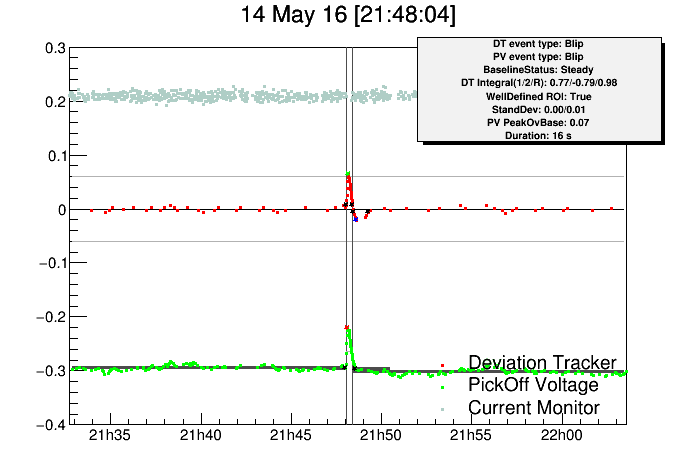 14 May 16 [21:48:04]
DT event type: Blip
PV event type: Blip
BaselineStatus: Steady
DT Integral(1/2/R): 0.77/-0.79/0.98
WellDefined ROI: True
StandDev: 0.00/0.01
PV PeakOvBase: 0.07
Duration: 16 s
0.3
0.2
0.1
0
−0.1
−0.2
−0.3
−0.4
Deviation Tracker
PickOff Voltage
Current Monitor
21h35 21h40 21h45 21h50 21h55 22h00